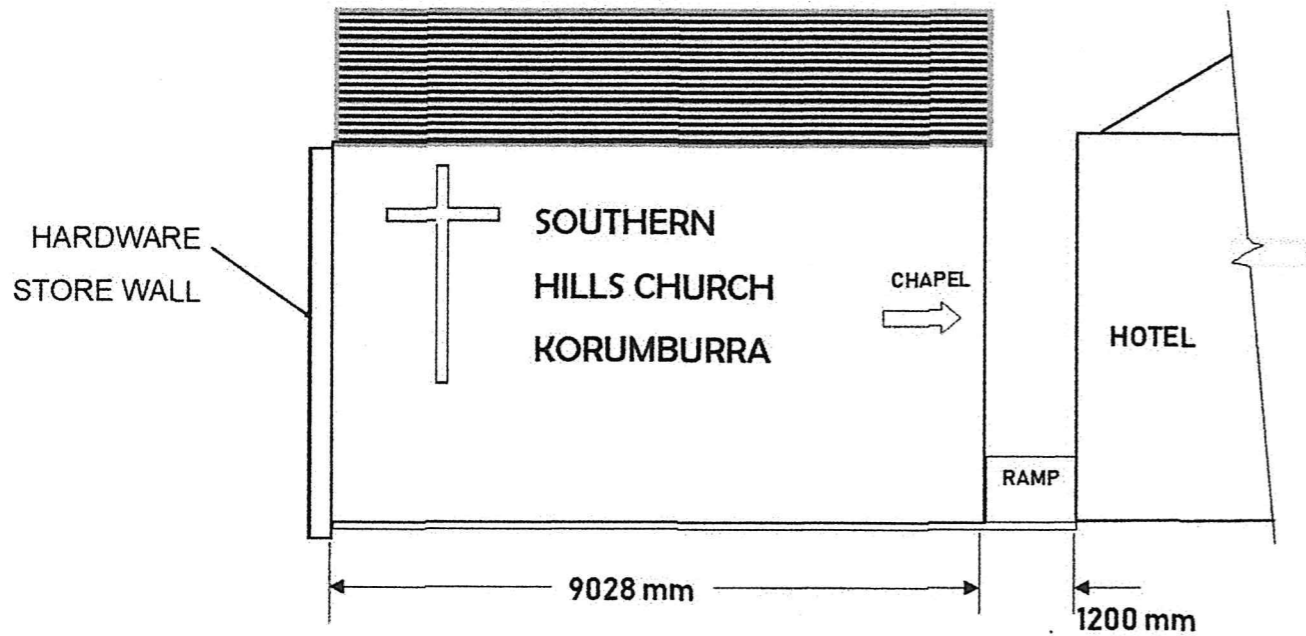 HARDWARE
STORE WALL
SOUTHERN
HILLS CHURCH
KORUMBURRA
CHAPEL
HOTEL
RAMP
9028 mm
1200 mm